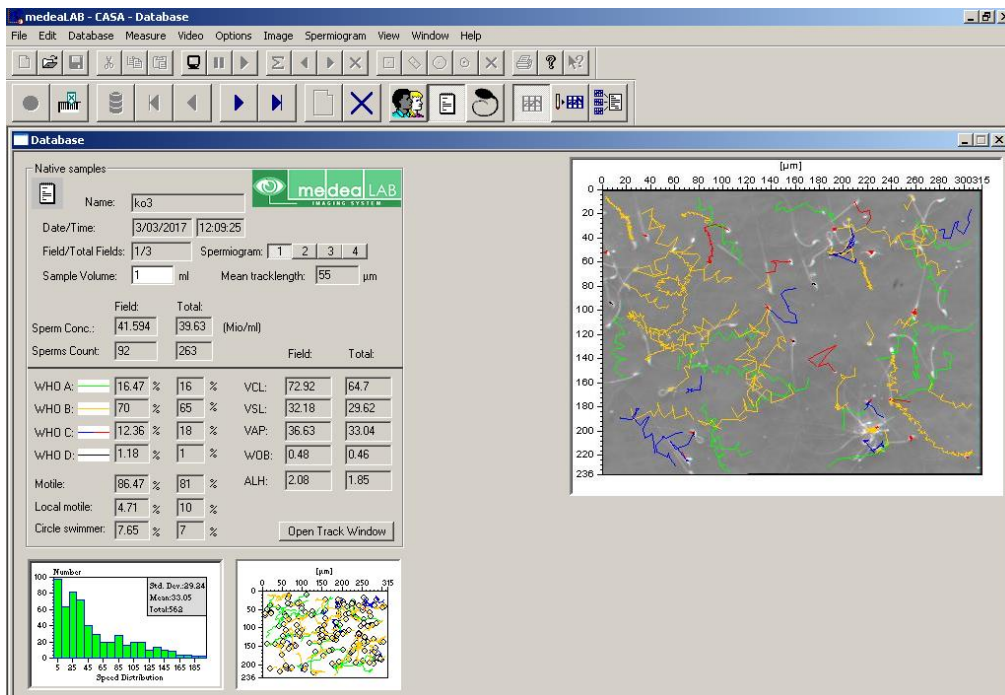 medeaLAB - CASA - Database
File Edit Database Measure Video Options Image Spermiogram View Window Help
Database
Native samples
medea LAB
IMAGING SYSTEM
Name: ko3
Date/Time: 3/03/2017 12:09:25
Field/Total Fields: 1/3 Spermiogram: 1 2 3 4
Sample Volume: 1 ml Mean tracklength: 55 µm
Field: Total:
Sperm Conc.: 41.594 39.63 (Mio/ml)
Sperms Count: 92 263
Field: Total:
WHO A: 16.47 % 16 % VCL: 72.92 64.7
WHO B: 70 % 65 % VSL: 32.18 29.62
WHO C: 12.36 % 18 % VAP: 36.63 33.04
WHO D: 1.18 % 1 % WOB: 0.48 0.46
Motile: 86.47 % 81 % ALH: 2.08 1.85
Local motile: 4.71 % 10 %
Circle swimmer: 7.65 % 7 % Open Track Window
[µm]
0 20 40 60 80 100 120 140 160 180 200 220 240 260 280 300315
0
20
40
60
80
100
120
140
160
180
200
220
236
Number
Std. Dev.:29.24
Mean:33.05
Total:562
100
80
60
40
20
0
5 25 45 65 85 105 125 145 165 185
Speed Distribution
[µm]
0 50 100 150 200 250 315
0
50
100
150
200
236